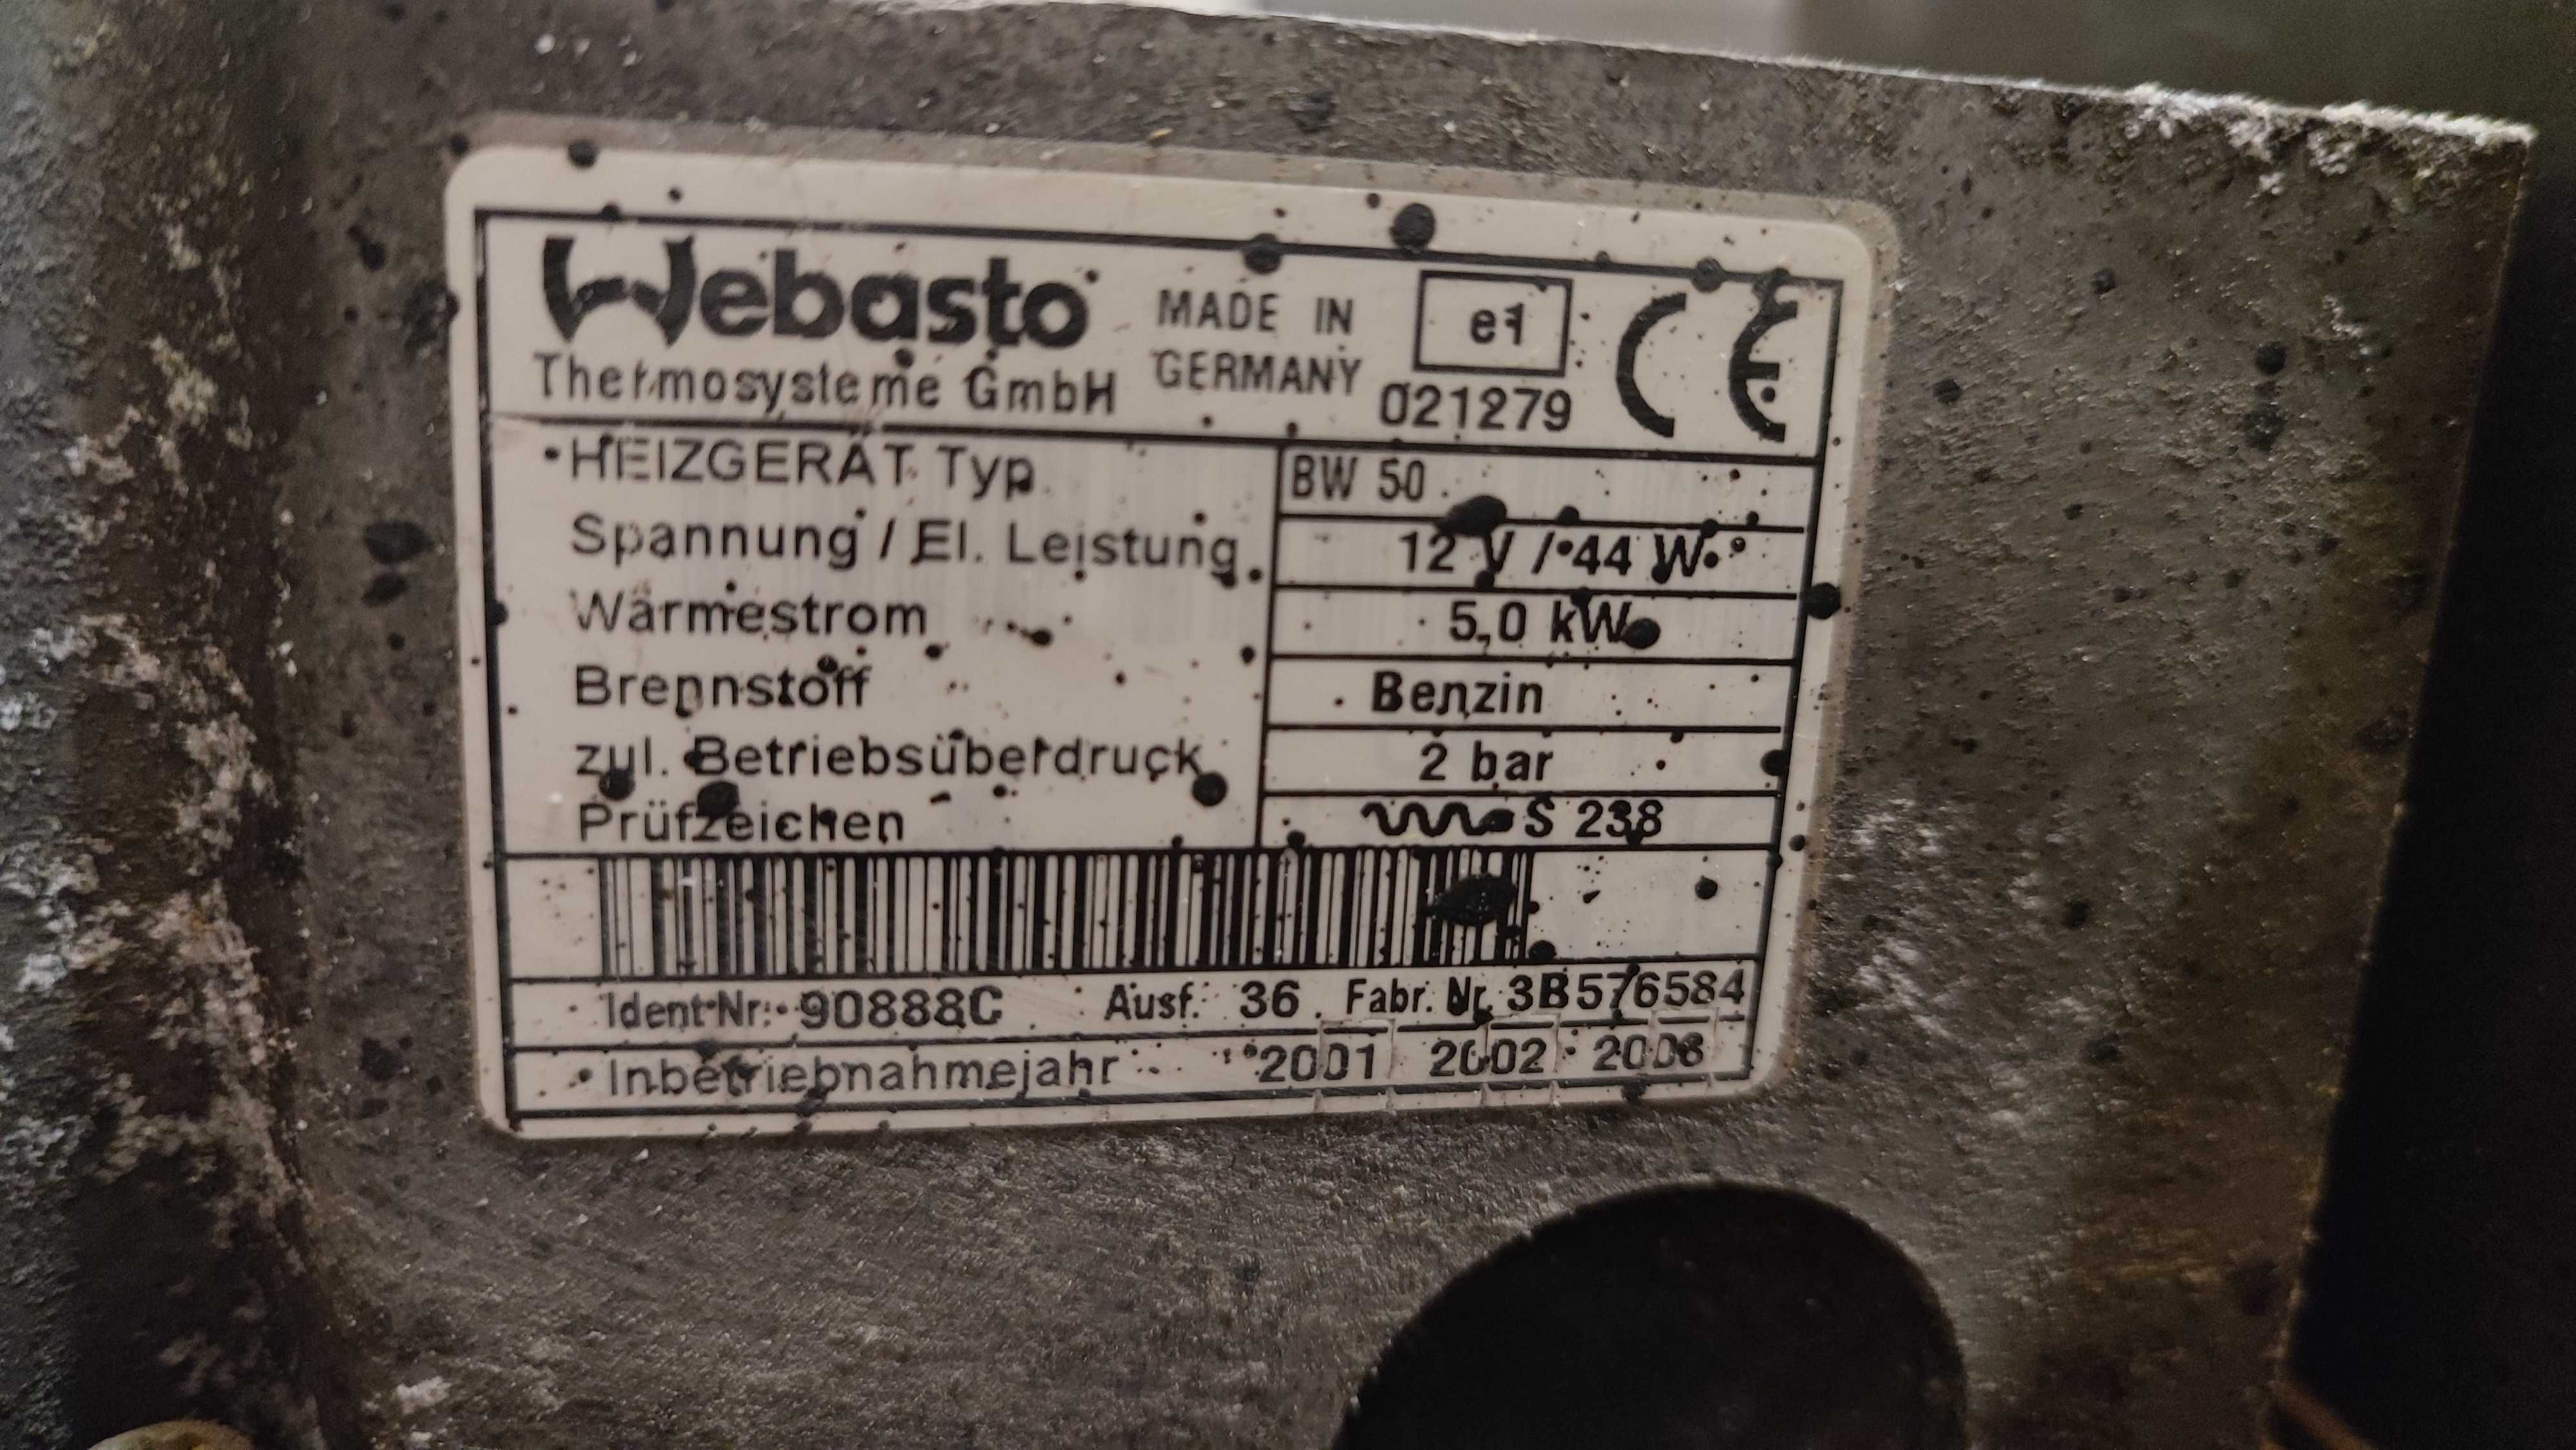 Webasto MADE IN e1 CE
Thermosysteme GmbH GERMANY 021279
HEIZGERÄT Typ BW 50
Spannung / El. Leistung 12 V / 44 W
Wärmestrom 5,0 kW
Brennstoff Benzin
zul. Betriebsüberdruck 2 bar
Prüfzeichen S 238
Ident-Nr: 90888C Ausf. 36 Fabr. Nr. 3B576584
Inbetriebnahmejahr 2001 2002